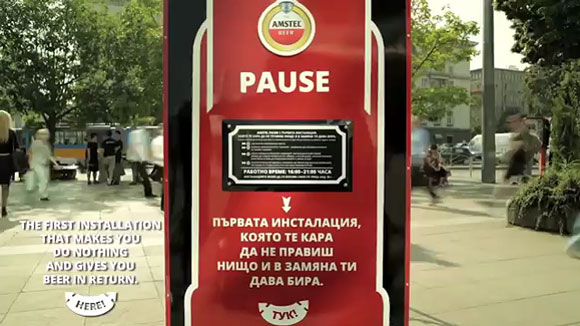 AMSTEL
BEER
PAUSE
РАБОТНО ВРЕМЕ: 16:00-21:00 ЧАСА
ПЪРВАТА ИНСТАЛАЦИЯ,
КОЯТО ТЕ КАРА
ДА НЕ ПРАВИШ
НИЩО И В ЗАМЯНА ТИ
ДАВА БИРА.
ТУК!
THE FIRST INSTALLATION
THAT MAKES YOU
DO NOTHING
AND GIVES YOU
BEER IN RETURN.
HERE!